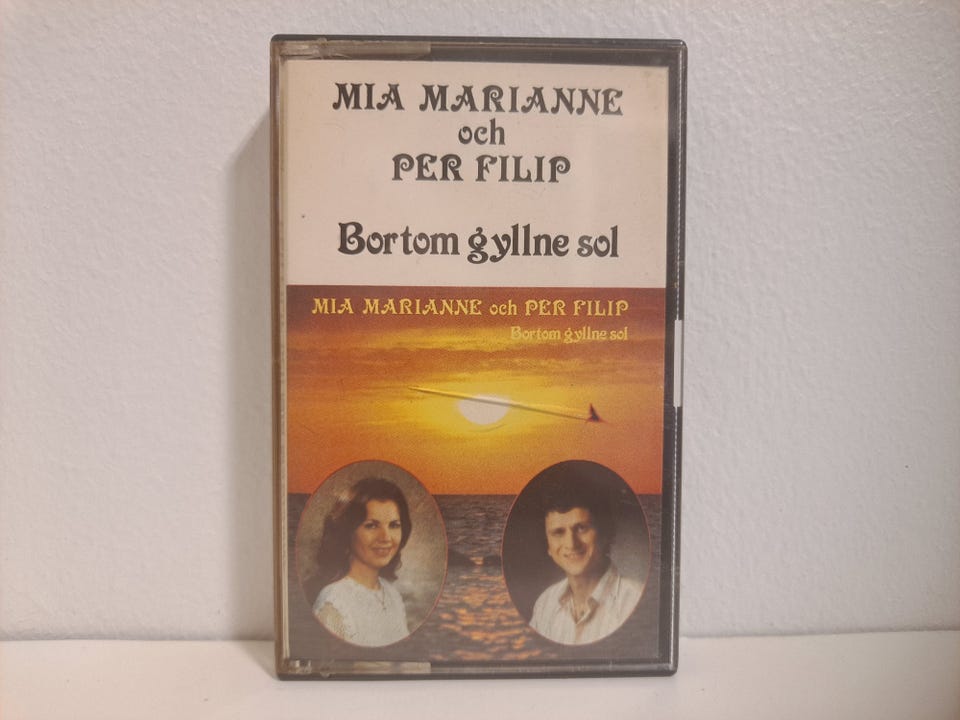 MIA MARIANNE
och
PER FILIP
Bortom gyllne sol
MIA MARIANNE och PER FILIP
Bortom gyllne sol